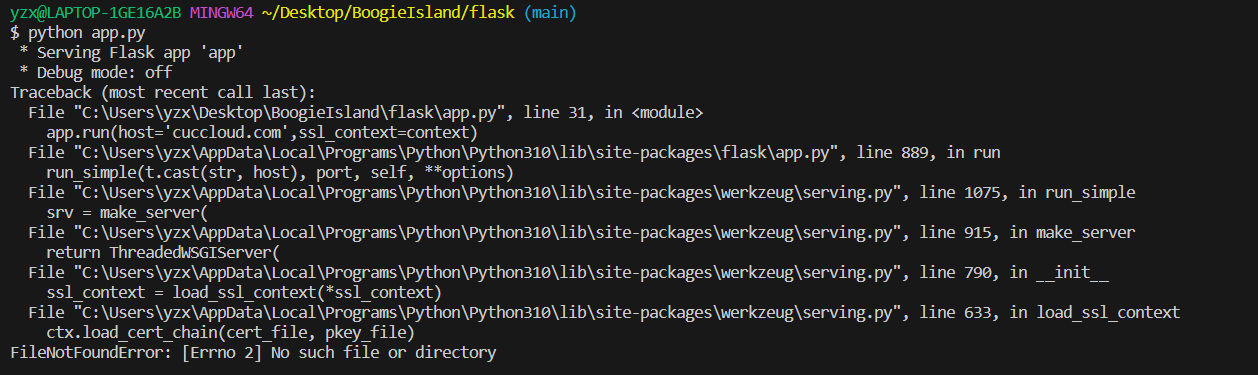 yzx@LAPTOP-1GE16A2B MINGW64 ~/Desktop/BoogieIsland/flask (main)
$ python app.py
 * Serving Flask app 'app'
 * Debug mode: off
Traceback (most recent call last):
  File "C:\Users\yzx\Desktop\BoogieIsland\flask\app.py", line 31, in <module>
    app.run(host='cuccloud.com',ssl_context=context)
  File "C:\Users\yzx\AppData\Local\Programs\Python\Python310\lib\site-packages\flask\app.py", line 889, in run
    run_simple(t.cast(str, host), port, self, **options)
  File "C:\Users\yzx\AppData\Local\Programs\Python\Python310\lib\site-packages\werkzeug\serving.py", line 1075, in run_simple
    srv = make_server(
  File "C:\Users\yzx\AppData\Local\Programs\Python\Python310\lib\site-packages\werkzeug\serving.py", line 915, in make_server
    return ThreadedWSGIServer(
  File "C:\Users\yzx\AppData\Local\Programs\Python\Python310\lib\site-packages\werkzeug\serving.py", line 790, in __init__
    ssl_context = load_ssl_context(*ssl_context)
  File "C:\Users\yzx\AppData\Local\Programs\Python\Python310\lib\site-packages\werkzeug\serving.py", line 633, in load_ssl_context
    ctx.load_cert_chain(cert_file, pkey_file)
FileNotFoundError: [Errno 2] No such file or directory